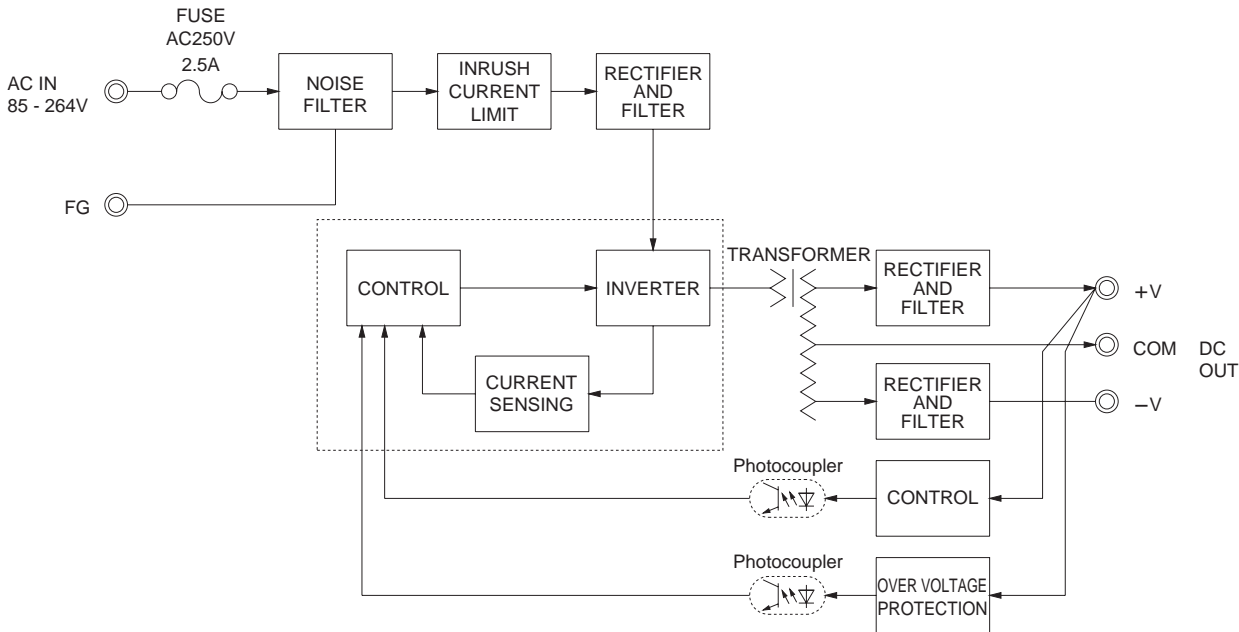 FUSE
AC250V
2.5A
AC IN
85 - 264V
NOISE
FILTER
INRUSH
CURRENT
LIMIT
RECTIFIER
AND
FILTER
FG
CONTROL
INVERTER
TRANSFORMER
RECTIFIER
AND
FILTER
+V
COM
DC
OUT
CURRENT
SENSING
RECTIFIER
AND
FILTER
−V
Photocoupler
CONTROL
Photocoupler
OVER VOLTAGE
PROTECTION